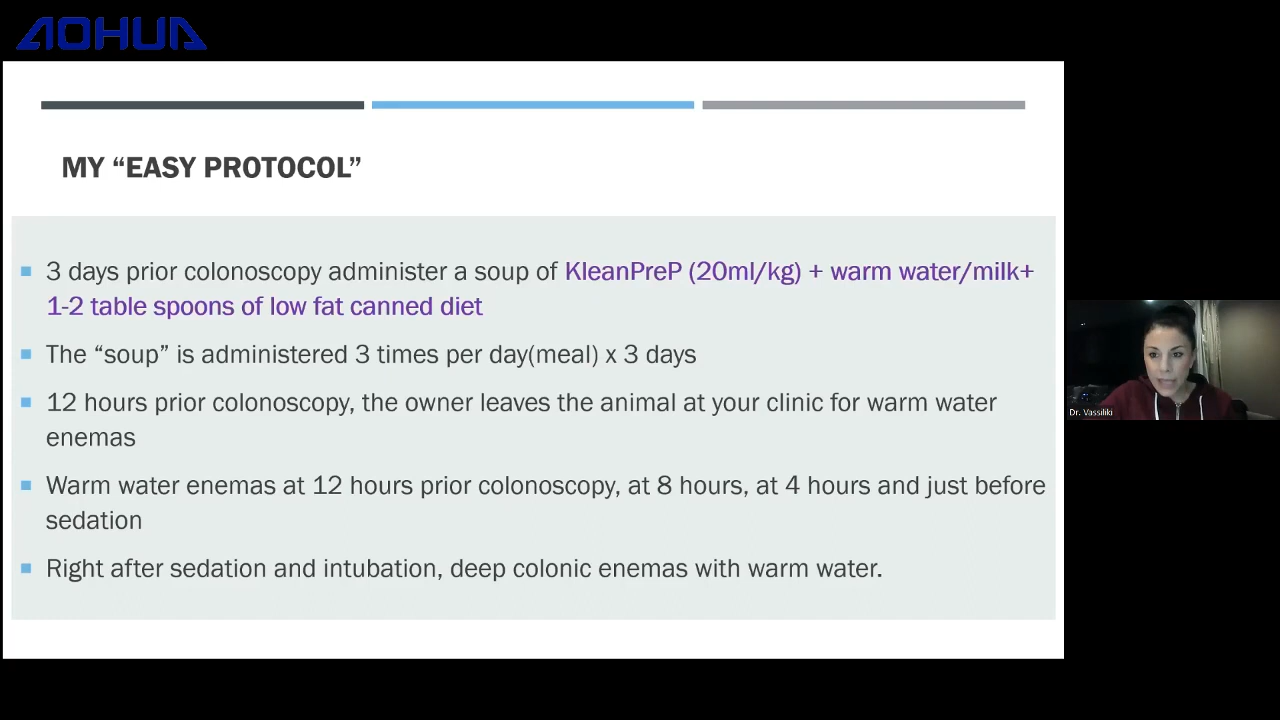 AOHUA
MY “EASY PROTOCOL”
3 days prior colonoscopy administer a soup of KleanPreP (20ml/kg) + warm water/milk+
1-2 table spoons of low fat canned diet
The “soup” is administered 3 times per day(meal) x 3 days
12 hours prior colonoscopy, the owner leaves the animal at your clinic for warm water
enemas
Warm water enemas at 12 hours prior colonoscopy, at 8 hours, at 4 hours and just before
sedation
Right after sedation and intubation, deep colonic enemas with warm water.
Dr. Vassiliki